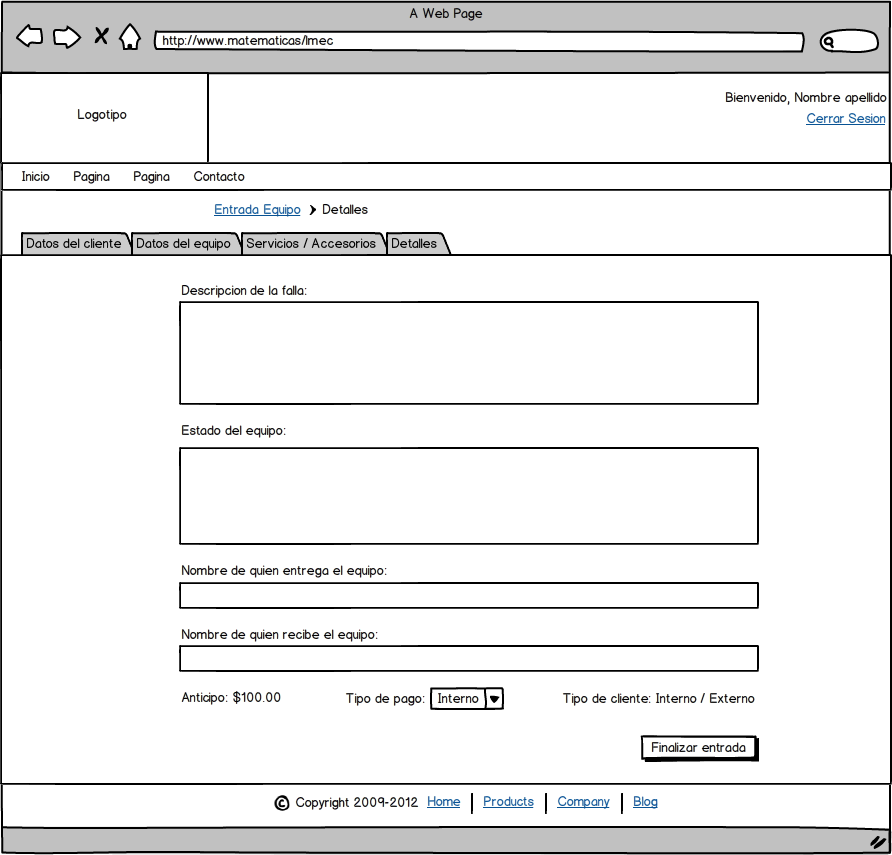 A Web Page
http://www.matematicas/lmec
Logotipo
Bienvenido, Nombre apellido
Cerrar Sesion
Inicio Pagina Pagina Contacto
Entrada Equipo > Detalles
Datos del cliente Datos del equipo Servicios / Accesorios Detalles
Descripcion de la falla:
Estado del equipo:
Nombre de quien entrega el equipo:
Nombre de quien recibe el equipo:
Anticipo: $100.00 Tipo de pago: Interno Tipo de cliente: Interno / Externo
Finalizar entrada
© Copyright 2009-2012 Home | Products | Company | Blog